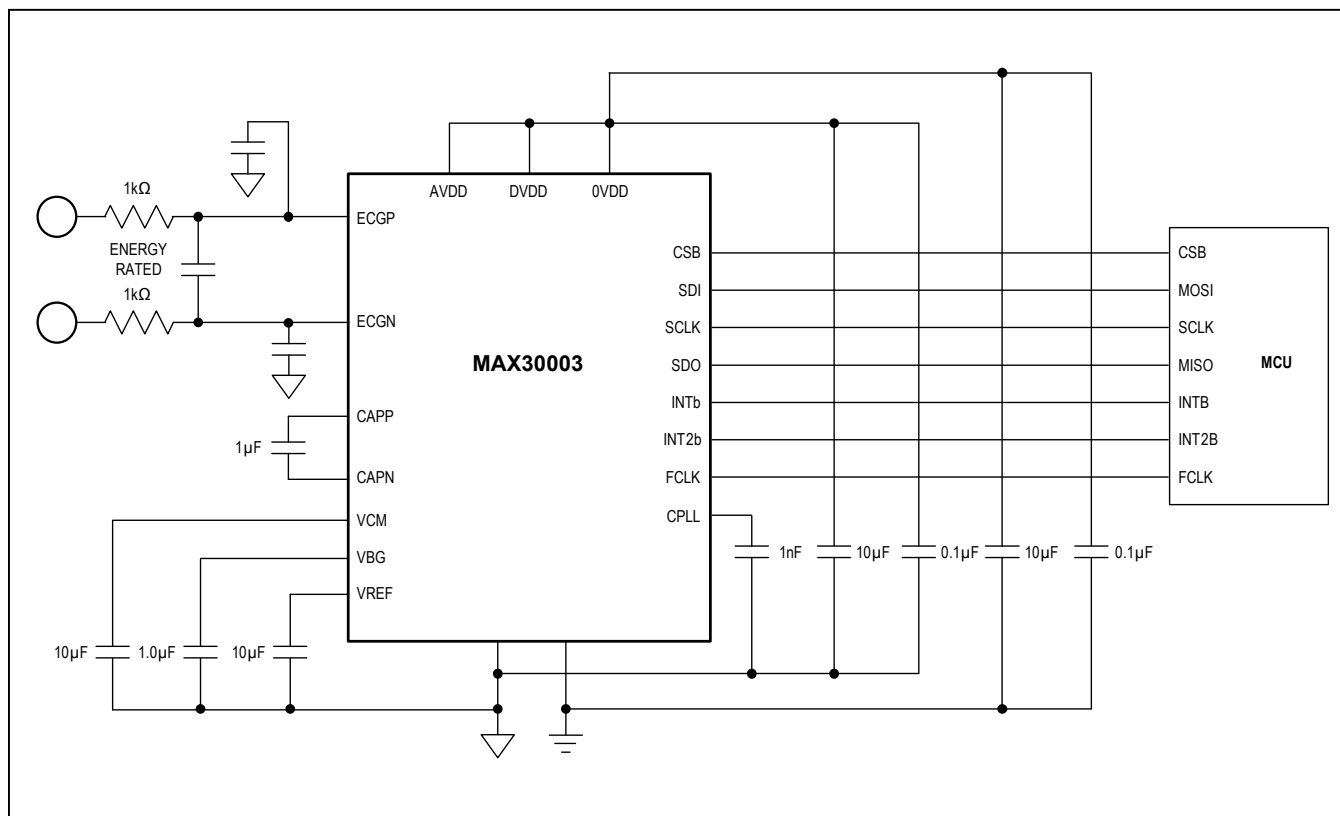 AVDD
DVDD
0VDD
1kΩ
ECGP
ENERGY
RATED
1kΩ
ECGN
MAX30003
CAPP
1µF
CAPN
VCM
VBG
VREF
10µF
1.0µF
10µF
CSB
SDI
SCLK
SDO
INTb
INT2b
FCLK
CPLL
1nF
10µF
0.1µF
10µF
0.1µF
CSB
MOSI
SCLK
MISO
MCU
INTB
INT2B
FCLK